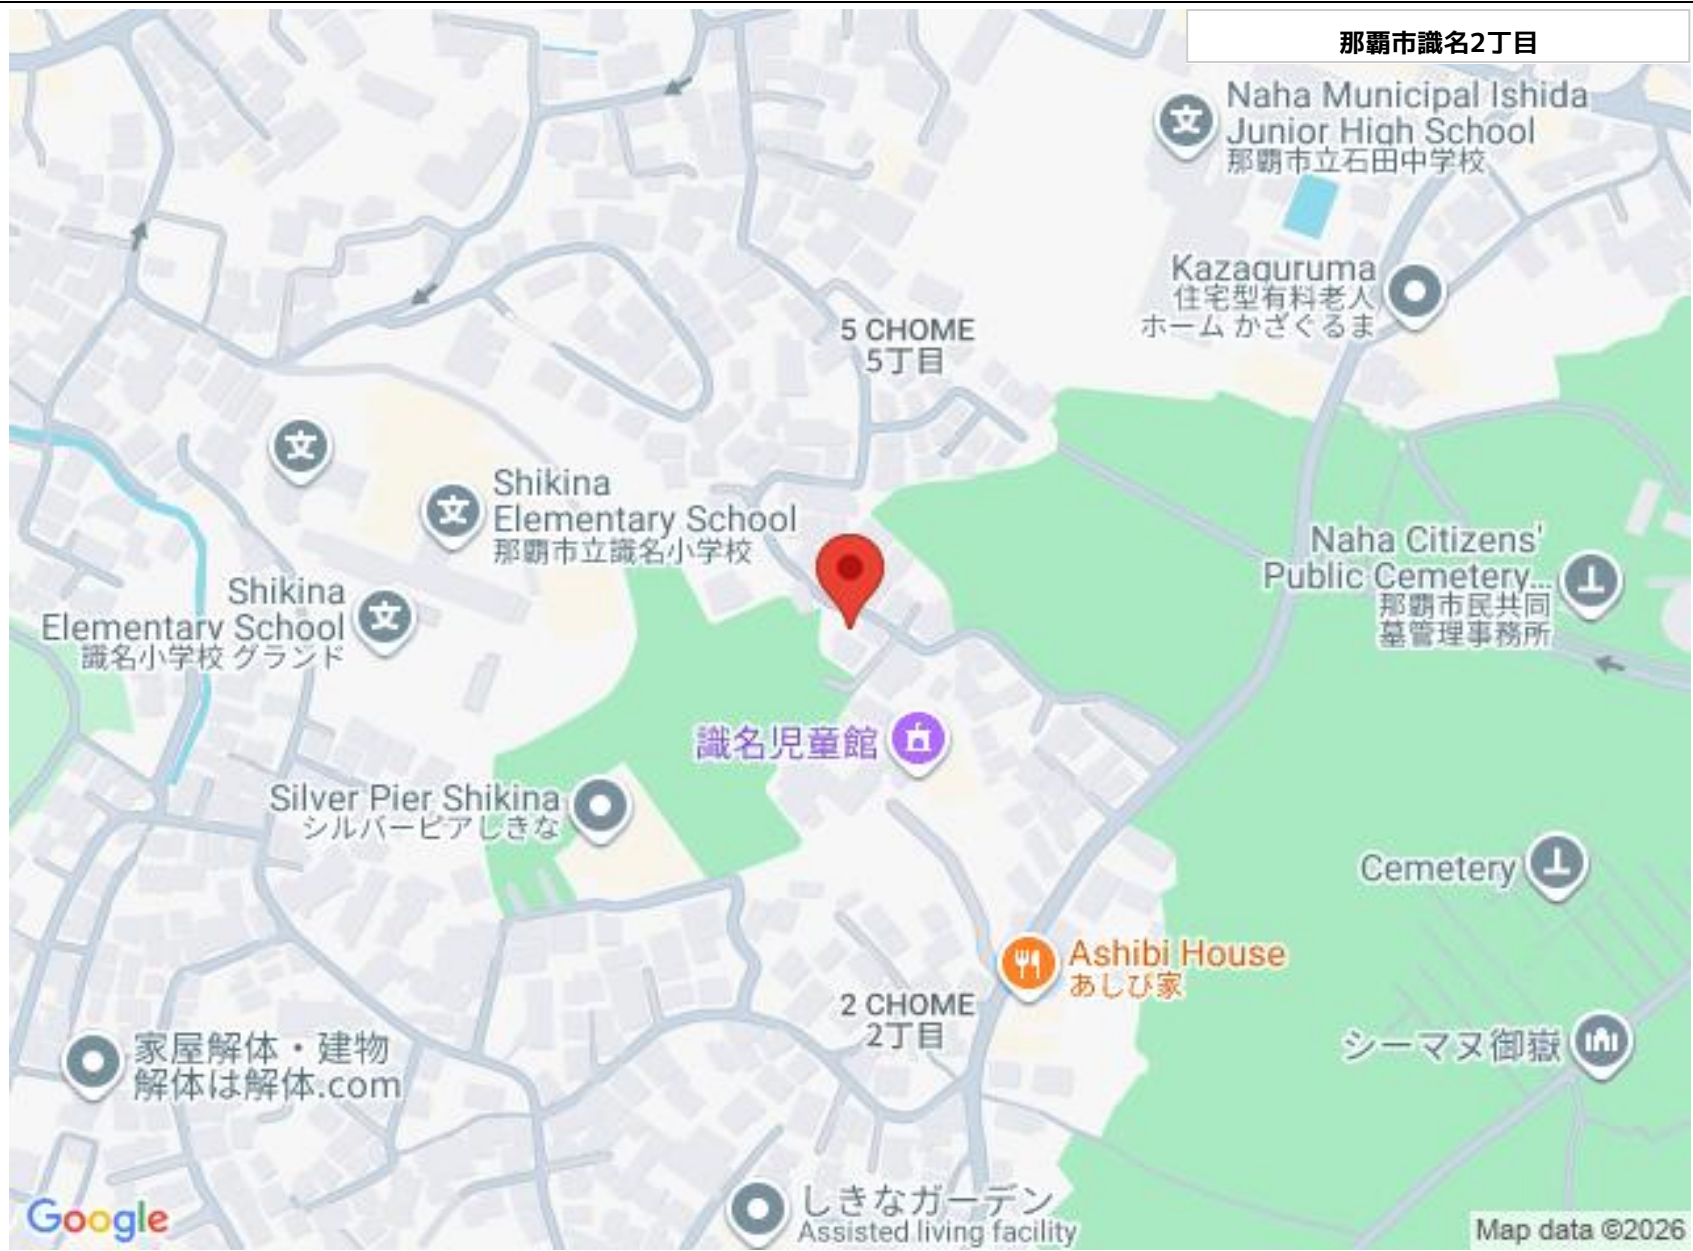 那覇市識名2丁目
Naha Municipal Ishida
Junior High School
那覇市立石田中学校
Kazaguruma
住宅型有料老人
ホーム かざぐるま
5 CHOME
5丁目
文
Shikina
Elementary School
那覇市立識名小学校
Naha Citizens'
Public Cemetery...
那覇市民共同
墓管理事務所
Shikina
Elementary School
識名小学校 グランド
識名児童館
Silver Pier Shikina
シルバーピアしきな
Cemetery
Ashibi House
あしび家
2 CHOME
2丁目
シーマヌ御嶽
家屋解体・建物
解体は解体.com
しきなガーデン
Assisted living facility
Google
Map data ©2026